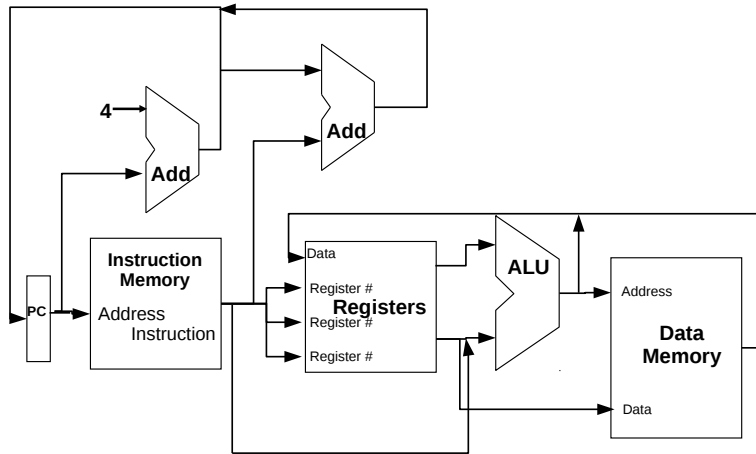 4
Add
Add
PC
Instruction
Memory
Address
Instruction
Data
Register #
Registers
Register #
Register #
ALU
Address
Data
Memory
Data